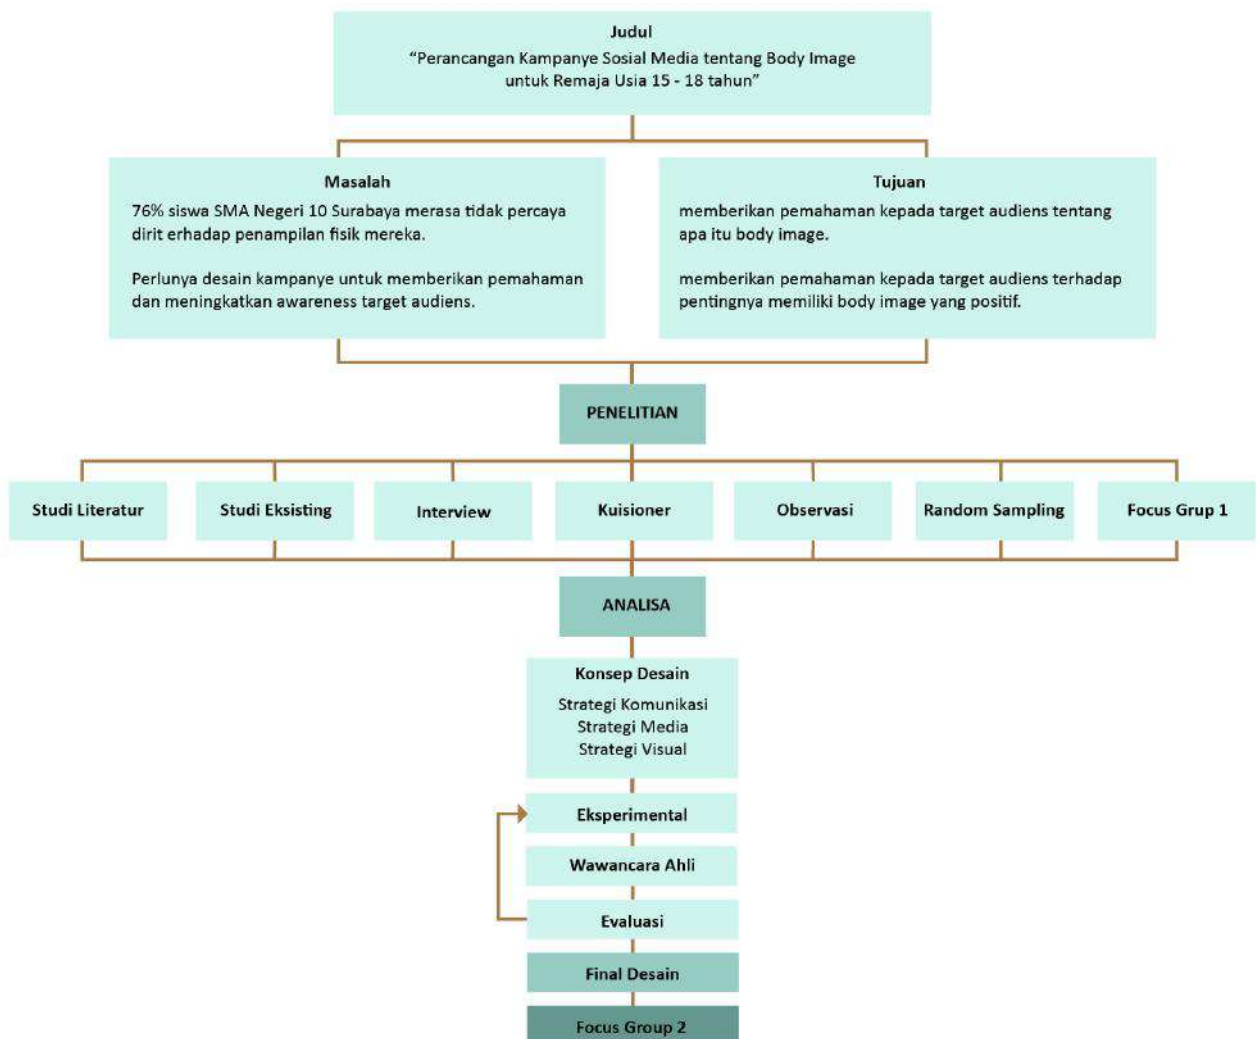 Judul
“Perancangan Kampanye Sosial Media tentang Body Image
untuk Remaja Usia 15 - 18 tahun”
Masalah
76% siswa SMA Negeri 10 Surabaya merasa tidak percaya
dirit erhadap penampilan fisik mereka.
Perlunya desain kampanye untuk memberikan pemahaman
dan meningkatkan awareness target audiens.
Tujuan
memberikan pemahaman kepada target audiens tentang
apa itu body image.
memberikan pemahaman kepada target audiens terhadap
pentingnya memiliki body image yang positif.
PENELITIAN
Studi Literatur
Studi Eksisting
Interview
Kuisioner
Observasi
Random Sampling
Focus Grup 1
ANALISA
Konsep Desain
Strategi Komunikasi
Strategi Media
Strategi Visual
Eksperimental
Wawancara Ahli
Evaluasi
Final Desain
Focus Group 2